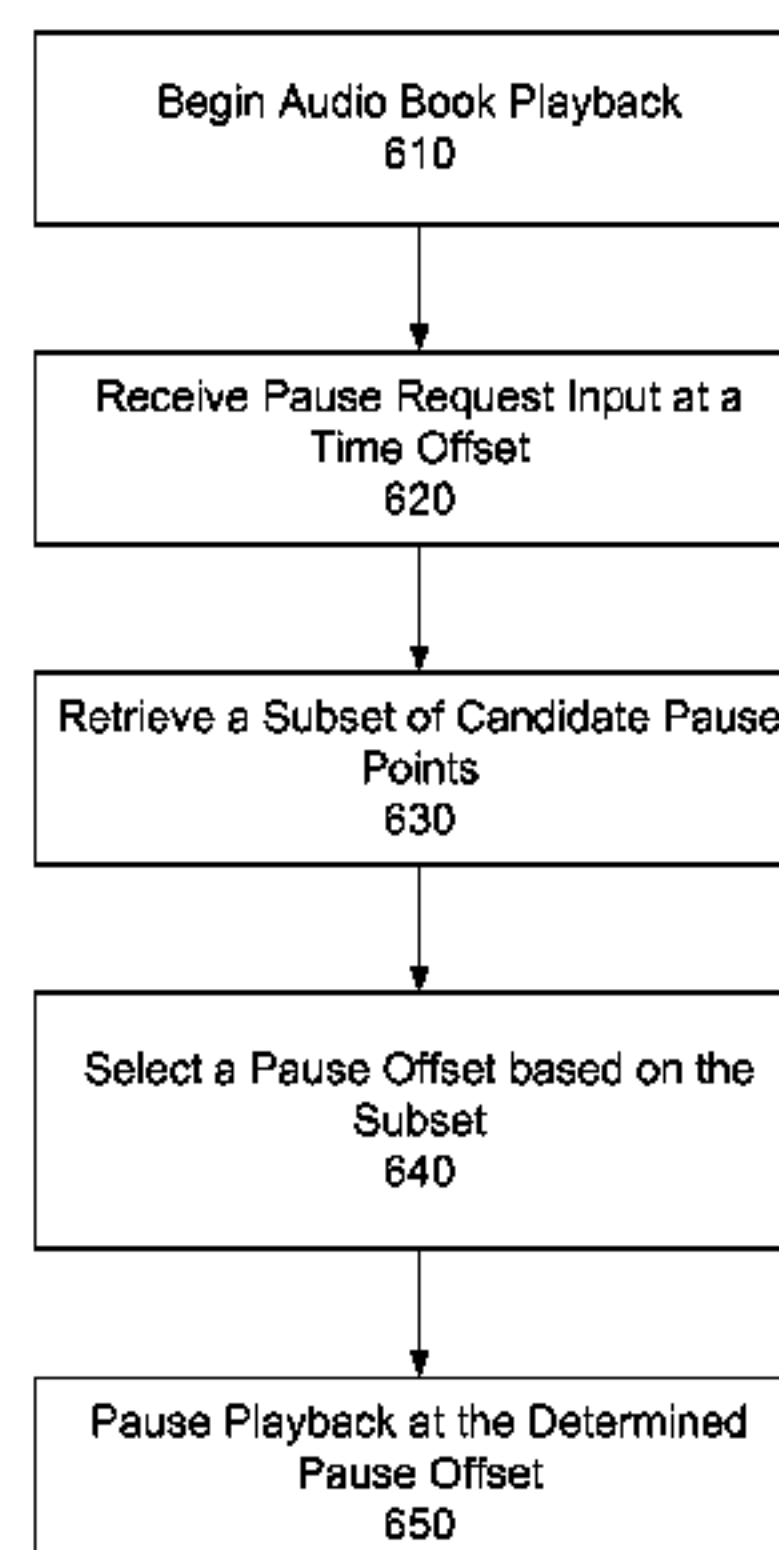 Begin Audio Book Playback
610
Receive Pause Request Input at a
Time Offset
620
Retrieve a Subset of Candidate Pause
Points
630
Select a Pause Offset based on the
Subset
640
Pause Playback at the Determined
Pause Offset
650